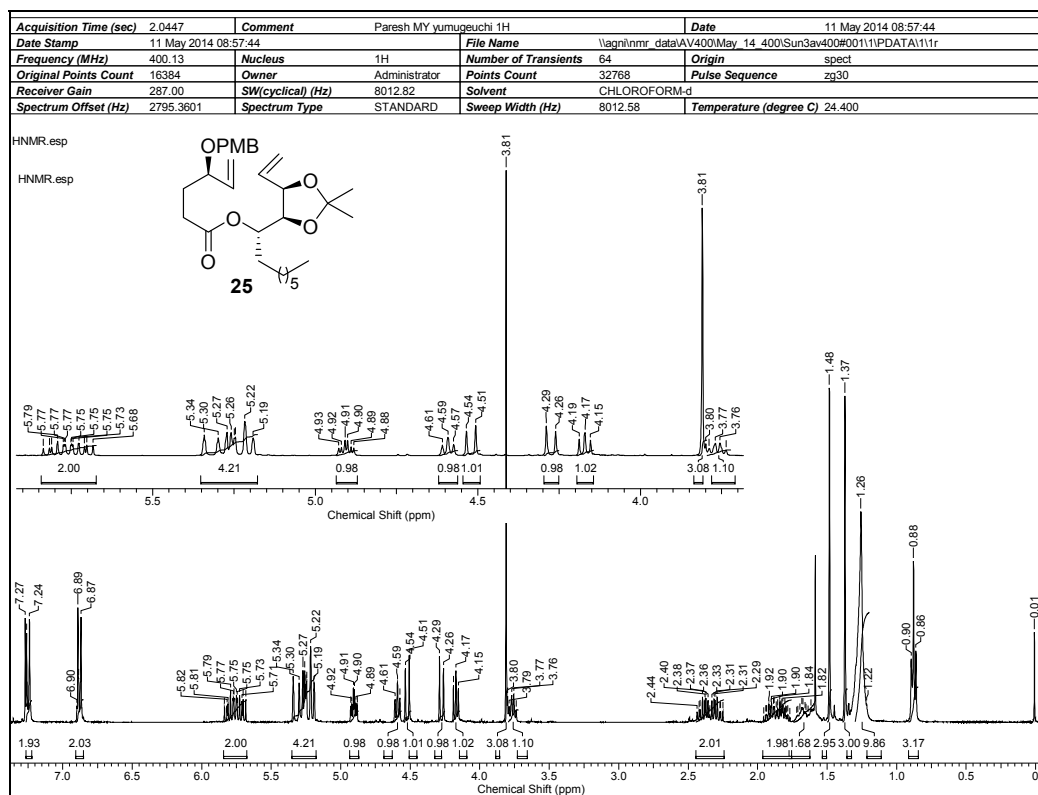 Acquisition Time (sec) 2.0447 Comment Paresh MY yumugeuchi 1H Date 11 May 2014 08:57:44
Date Stamp 11 May 2014 08:57:44 File Name \\agni\nmr_data\AV400\May_14_400\Sun3av400#001\1\PDATA\1\1r
Frequency (MHz) 400.13 Nucleus 1H Number of Transients 64 Origin spect
Original Points Count 16384 Owner Administrator Points Count 32768 Pulse Sequence zg30
Receiver Gain 287.00 SW(cyclical) (Hz) 8012.82 Solvent CHLOROFORM-d
Spectrum Offset (Hz) 2795.3601 Spectrum Type STANDARD Sweep Width (Hz) 8012.58 Temperature (degree C) 24.400
HNMR.esp
HNMR.esp
OPMB
O
O
O
O
5
25
3.81 3.81
5.79 5.77 5.77 5.77 5.75 5.75 5.75 5.73 5.68 5.34 5.30 5.27 5.26 5.22 5.19 4.93 4.92 4.91 4.90 4.89 4.88 4.61 4.59 4.57 4.54 4.51 4.29 4.26 4.19 4.17 4.15 3.80 3.77 3.76
2.00 4.21 0.98 0.98 1.01 0.98 1.02 3.08 1.10
5.5 5.0 4.5 4.0
Chemical Shift (ppm)
7.27 7.24 6.90 6.89 6.87 5.82 5.81 5.79 5.77 5.75 5.75 5.73 5.71 5.34 5.30 5.27 5.22 5.19 4.92 4.91 4.90 4.89 4.61 4.59 4.54 4.51 4.29 4.26 4.17 4.15 3.80 3.79 3.77 3.76 2.44 2.40 2.38 2.37 2.36 2.33 2.31 2.31 2.29 1.92 1.90 1.90 1.84 1.82 1.48 1.37 1.26 1.22 0.90 0.88 0.86 0.01
1.93 2.03 2.00 4.21 0.98 0.98 1.01 0.98 1.02 3.08 1.10 2.01 1.98 1.68 2.95 3.00 9.86 3.17
7.0 6.5 6.0 5.5 5.0 4.5 4.0 3.5 3.0 2.5 2.0 1.5 1.0 0.5 0
Chemical Shift (ppm)